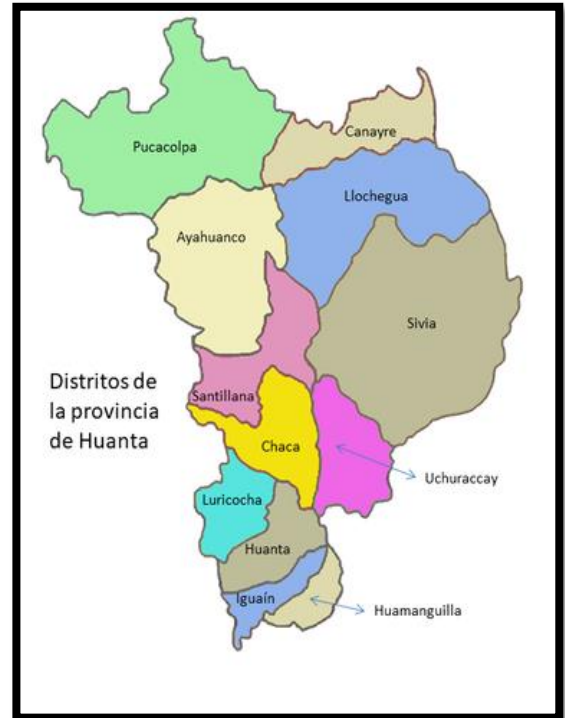 Pucacolpa
Canayre
Llochegua
Ayahuanco
Sivia
Distritos de
la provincia
de Huanta
Santillana
Chaca
Uchuraccay
Luricocha
Huanta
Iguaín
Huamanguilla